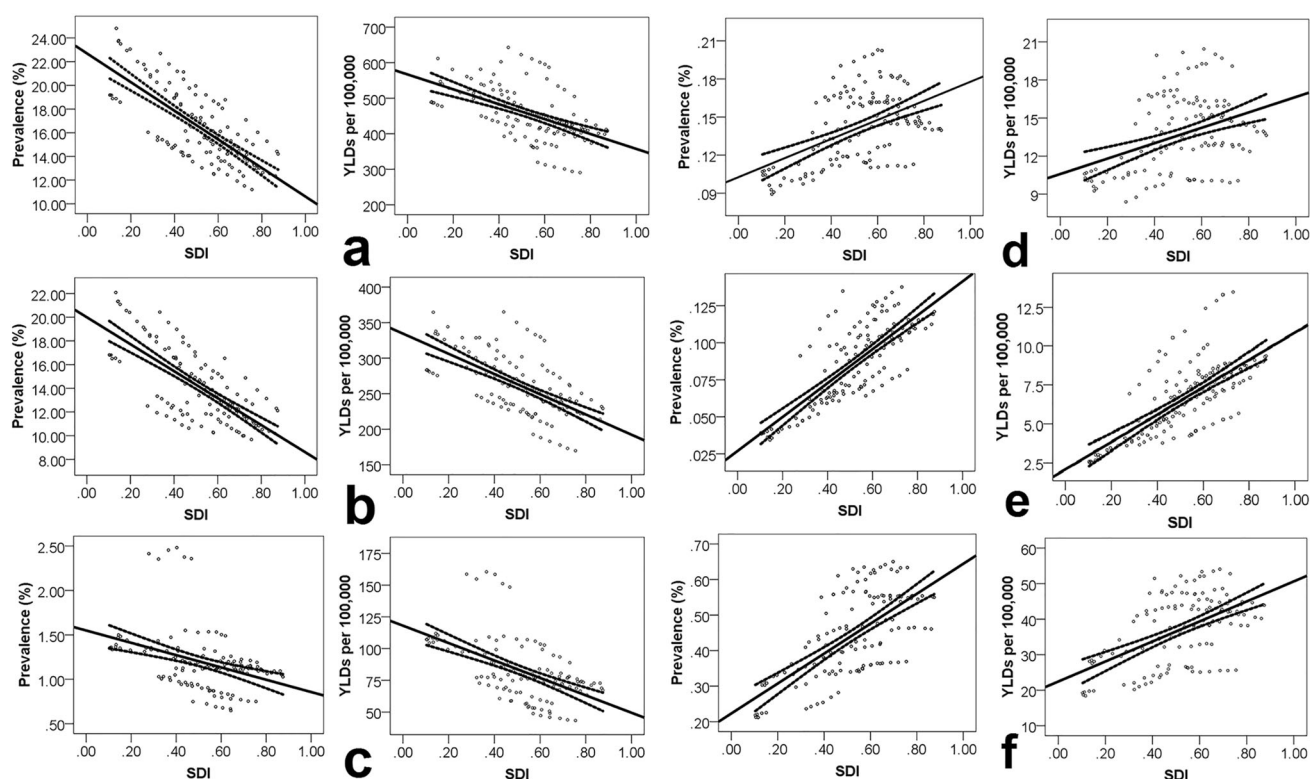 24.00
22.00
20.00
18.00
16.00
14.00
12.00
10.00
Prevalence (%)
.00 .20 .40 .60 .80 1.00
SDI
a
700
600
500
400
300
200
YLDs per 100,000
.00 .20 .40 .60 .80 1.00
SDI
.21
.18
.15
.12
.09
Prevalence (%)
.00 .20 .40 .60 .80 1.00
SDI
d
21
18
15
12
9
YLDs per 100,000
.00 .20 .40 .60 .80 1.00
SDI
22.00
20.00
18.00
16.00
14.00
12.00
10.00
8.00
Prevalence (%)
.00 .20 .40 .60 .80 1.00
SDI
b
400
350
300
250
200
150
YLDs per 100,000
.00 .20 .40 .60 .80 1.00
SDI
.125
.100
.075
.050
.025
Prevalence (%)
.00 .20 .40 .60 .80 1.00
SDI
e
12.5
10.0
7.5
5.0
2.5
YLDs per 100,000
.00 .20 .40 .60 .80 1.00
SDI
2.50
2.00
1.50
1.00
.50
Prevalence (%)
.00 .20 .40 .60 .80 1.00
SDI
c
175
150
125
100
75
50
YLDs per 100,000
.00 .20 .40 .60 .80 1.00
SDI
.70
.60
.50
.40
.30
.20
Prevalence (%)
.00 .20 .40 .60 .80 1.00
SDI
f
60
50
40
30
20
10
YLDs per 100,000
.00 .20 .40 .60 .80 1.00
SDI